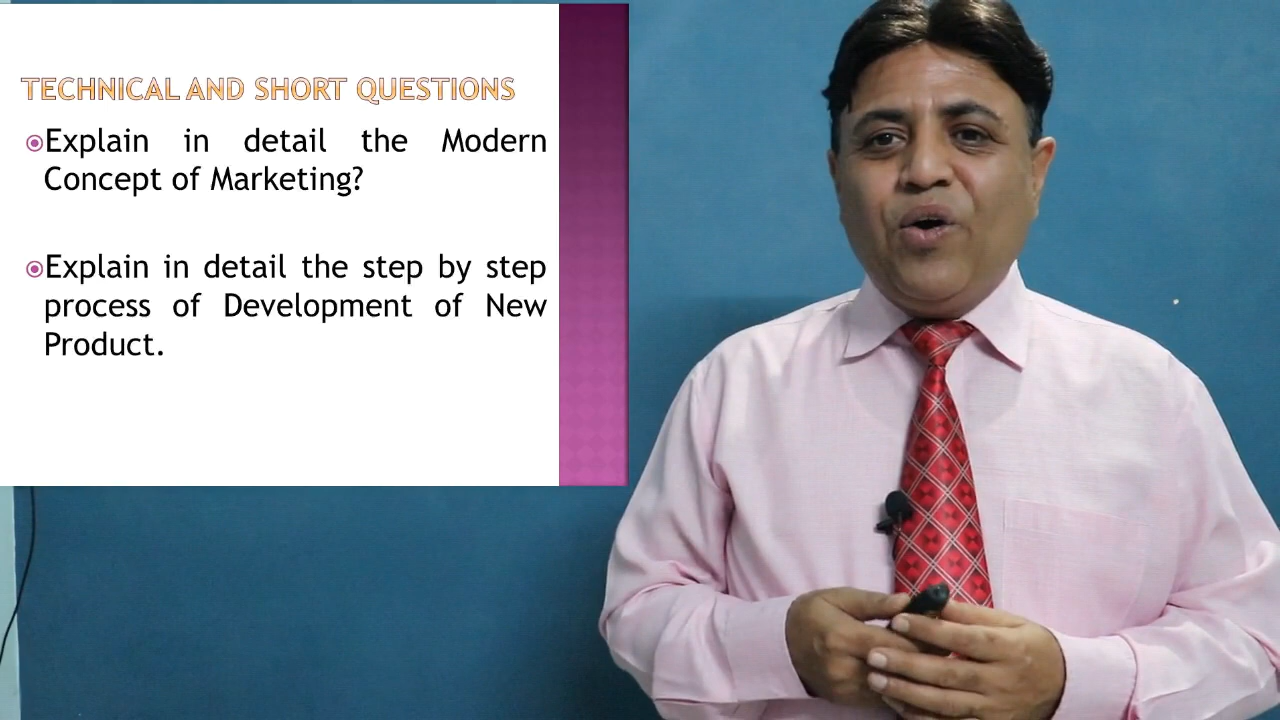 TECHNICAL AND SHORT QUESTIONS
Explain in detail the Modern
Concept of Marketing?
Explain in detail the step by step
process of Development of New
Product.